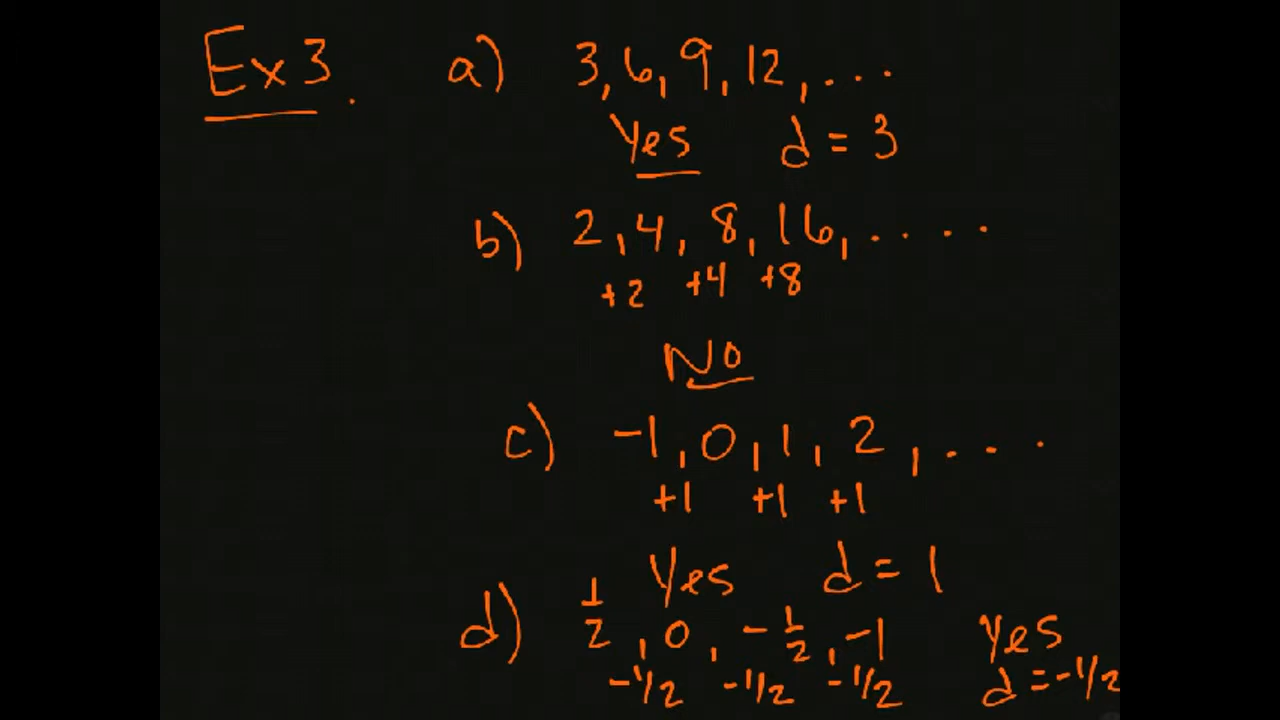 Ex 3. a) 3, 6, 9, 12, ...
Yes d = 3
b) 2, 4, 8, 16, ....
+2 +4 +8
No
c) -1, 0, 1, 2, ...
+1 +1 +1
Yes d = 1
d) 1/2, 0, -1/2, -1 Yes
-1/2 -1/2 -1/2 d = -1/2